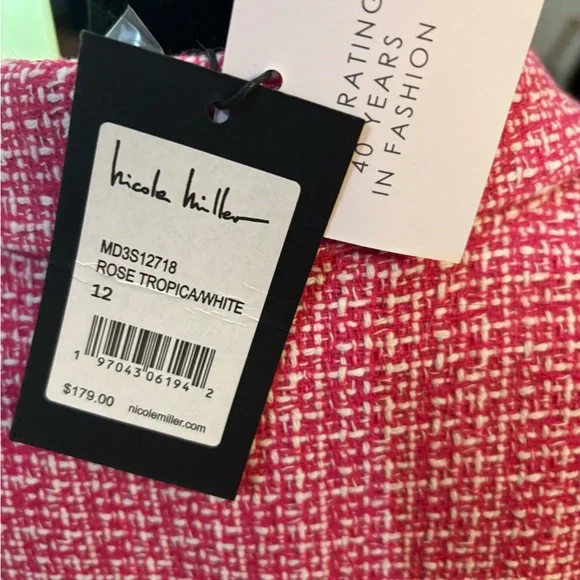 nicole miller
MD3S12718
ROSE TROPICA/WHITE
12
1 97043 06194 2
$179.00 nicolemiller.com
RATING
40 YEARS
IN FASHION